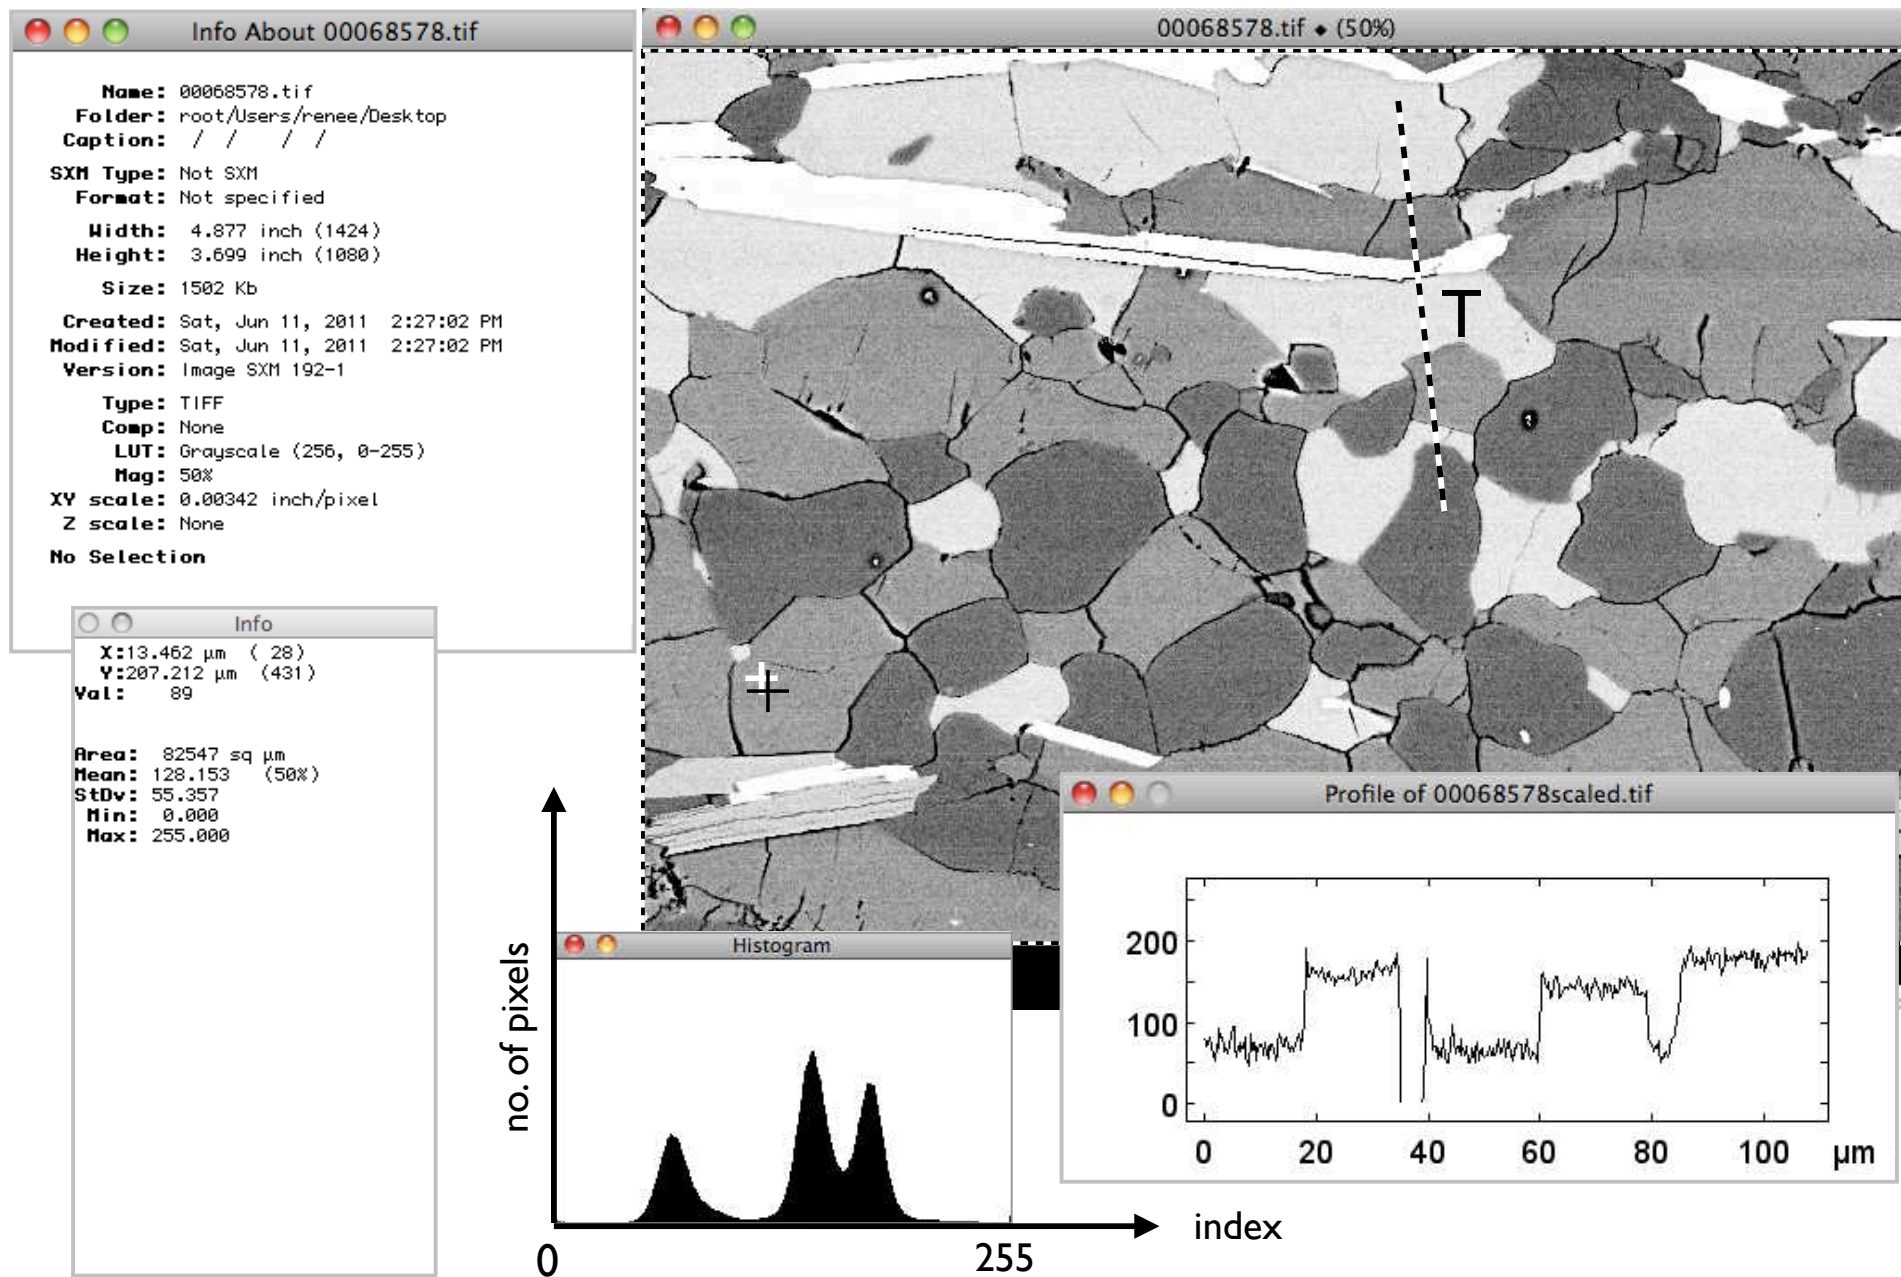 Info About 00068578.tif
Name: 00068578.tif
Folder: root/Users/renee/Desktop
Caption: / / / /
SXM Type: Not SXM
Format: Not specified
Width: 4.877 inch (1424)
Height: 3.699 inch (1080)
Size: 1502 Kb
Created: Sat, Jun 11, 2011 2:27:02 PM
Modified: Sat, Jun 11, 2011 2:27:02 PM
Version: Image SXM 192-1
Type: TIFF
Comp: None
LUT: Grayscale (256, 0-255)
Mag: 50%
XY scale: 0.00342 inch/pixel
Z scale: None
No Selection
Info
X:13.462 µm ( 28)
Y:207.212 µm (431)
Val: 89
Area: 82547 sq µm
Mean: 128.153 (50%)
StDv: 55.357
Min: 0.000
Max: 255.000
00068578.tif ◆ (50%)
T
Histogram
no. of pixels
0
255
index
Profile of 00068578scaled.tif
200
100
0
0 20 40 60 80 100 µm